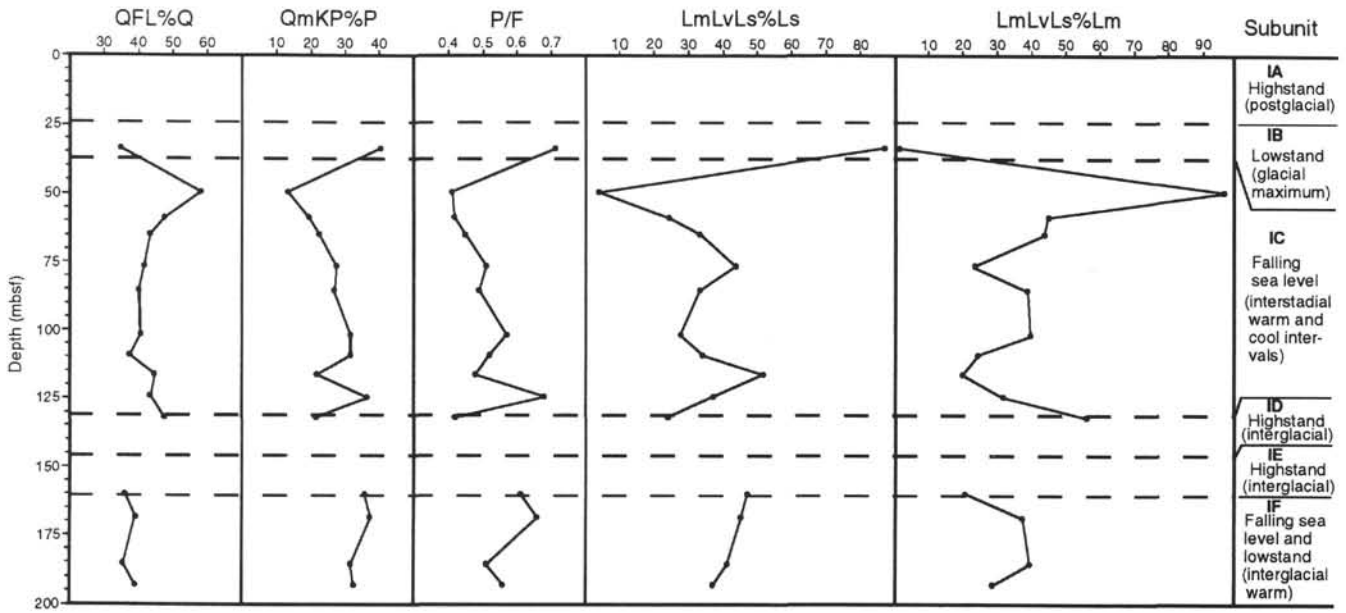 QFL%Q QmKP%P P/F LmLvLs%Ls LmLvLs%Lm Subunit
30 40 50 60 10 20 30 40 0.4 0.5 0.6 0.7 10 20 30 40 50 60 80 10 20 30 40 50 60 70 80 90
0
25
50
75
100
125
150
175
200
Depth (mbsf)
IA
Highstand
(postglacial)
IB
Lowstand
(glacial
maximum)
IC
Falling
sea level
(interstadial
warm and
cool inter-
vals)
ID
Highstand
(interglacial)
IE
Highstand
(interglacial)
IF
Falling sea
level and
lowstand
(interglacial
warm)